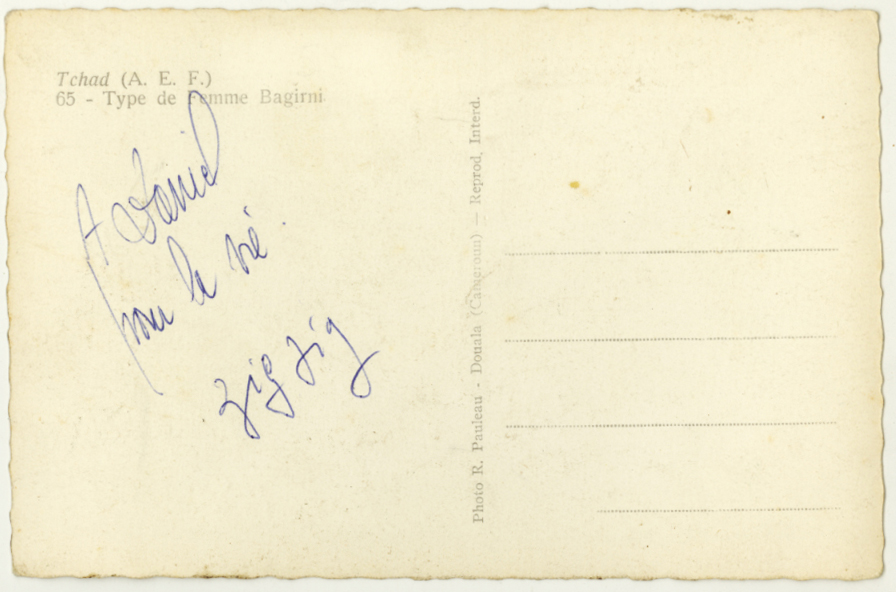 Tchad (A. E. F.)
65 - Type de Femme Bagirni
A Daniel
pour la vie.
zig zig
Photo R. Pauleau - Douala (Cameroun) — Reprod. Interd.